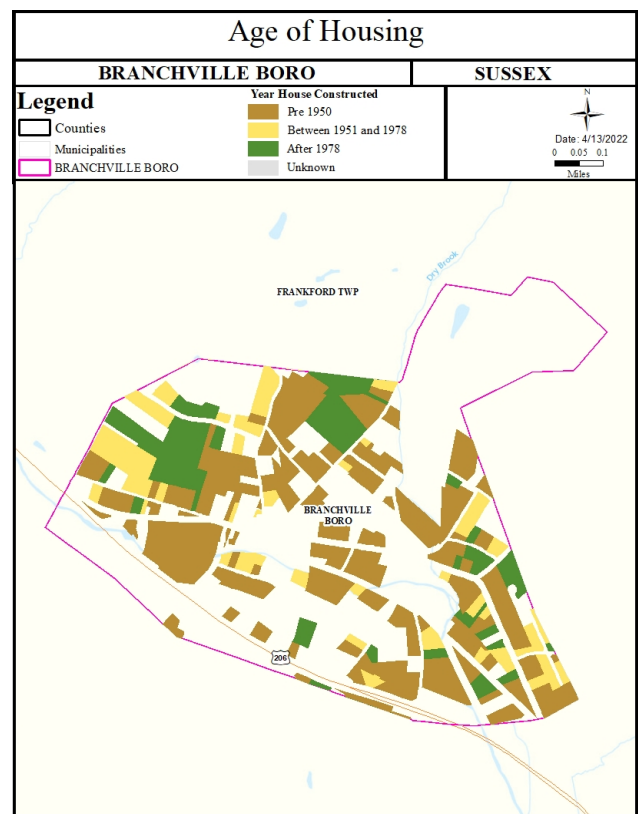 Age of Housing
BRANCHVILLE BORO
SUSSEX
Legend
Counties
Municipalities
BRANCHVILLE BORO
Year House Constructed
Pre 1950
Between 1951 and 1978
After 1978
Unknown
N
Date: 4/13/2022
0 0.05 0.1
Miles
Dry Brook
FRANKFORD TWP
BRANCHVILLE
BORO
206